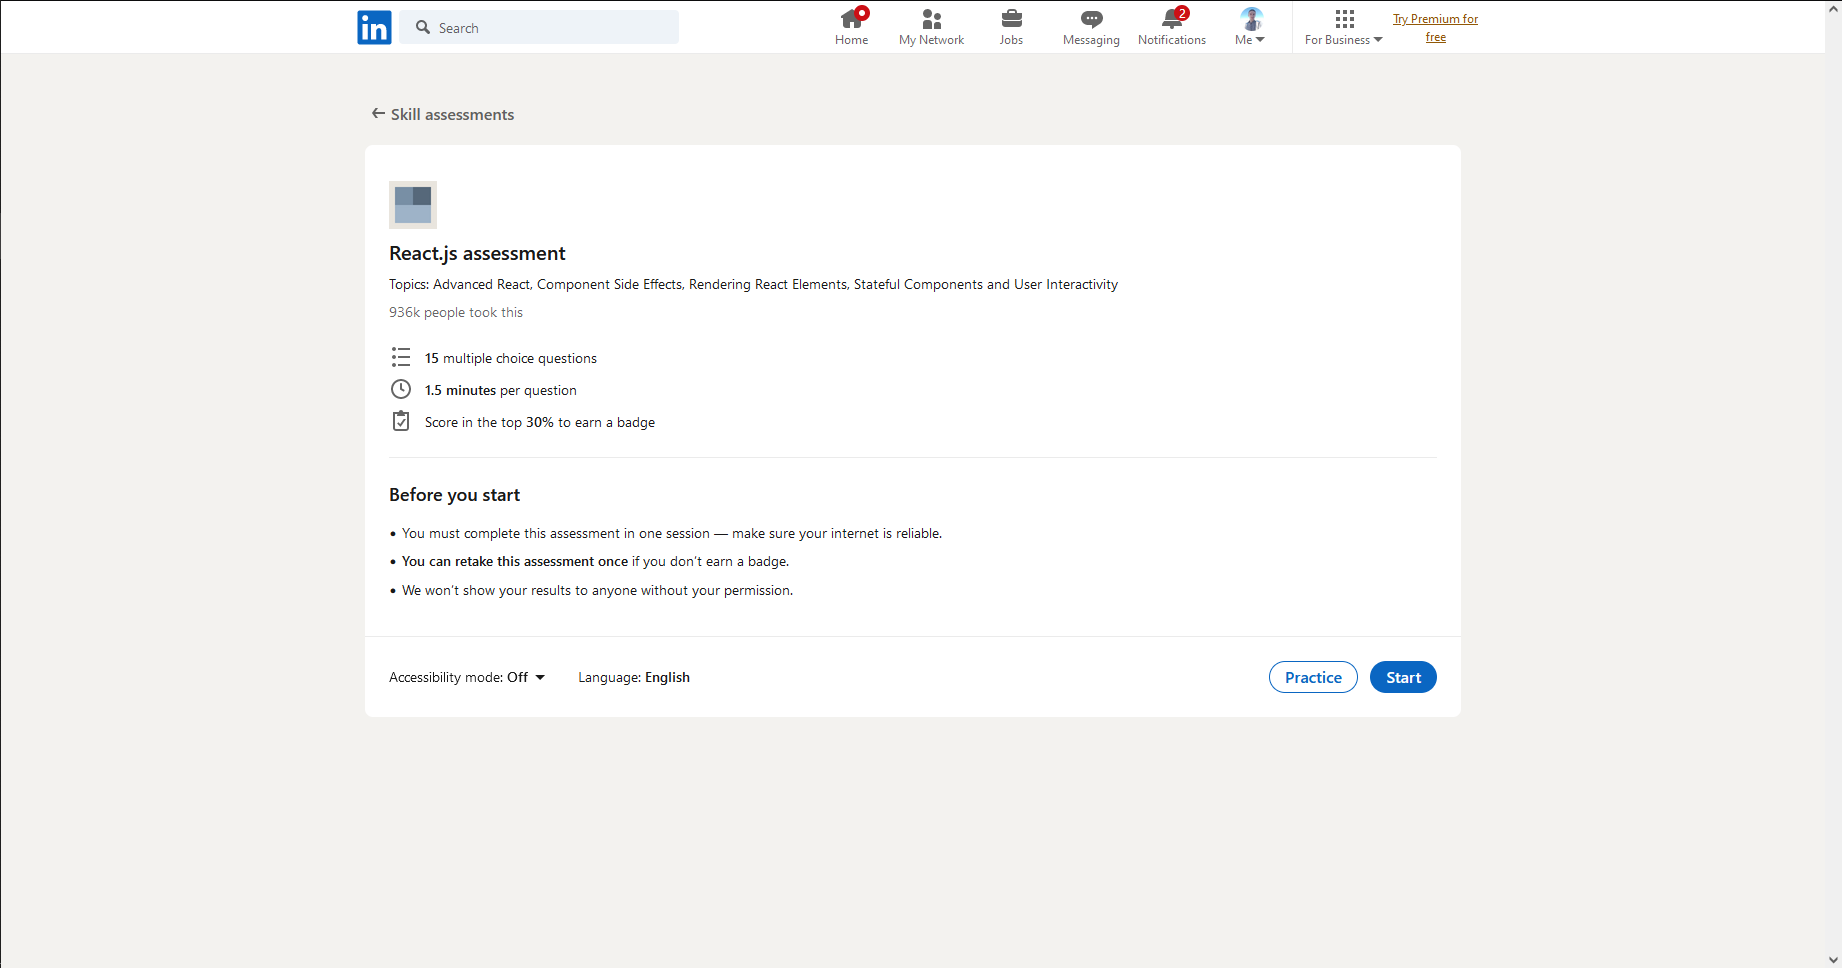 in
Search
Home
My Network
Jobs
Messaging
2
Notifications
Me
For Business
Try Premium for
free
Skill assessments
React.js assessment
Topics: Advanced React, Component Side Effects, Rendering React Elements, Stateful Components and User Interactivity
936k people took this
15 multiple choice questions
1.5 minutes per question
Score in the top 30% to earn a badge
Before you start
• You must complete this assessment in one session — make sure your internet is reliable.
• You can retake this assessment once if you don’t earn a badge.
• We won’t show your results to anyone without your permission.
Accessibility mode: Off
Language: English
Practice
Start